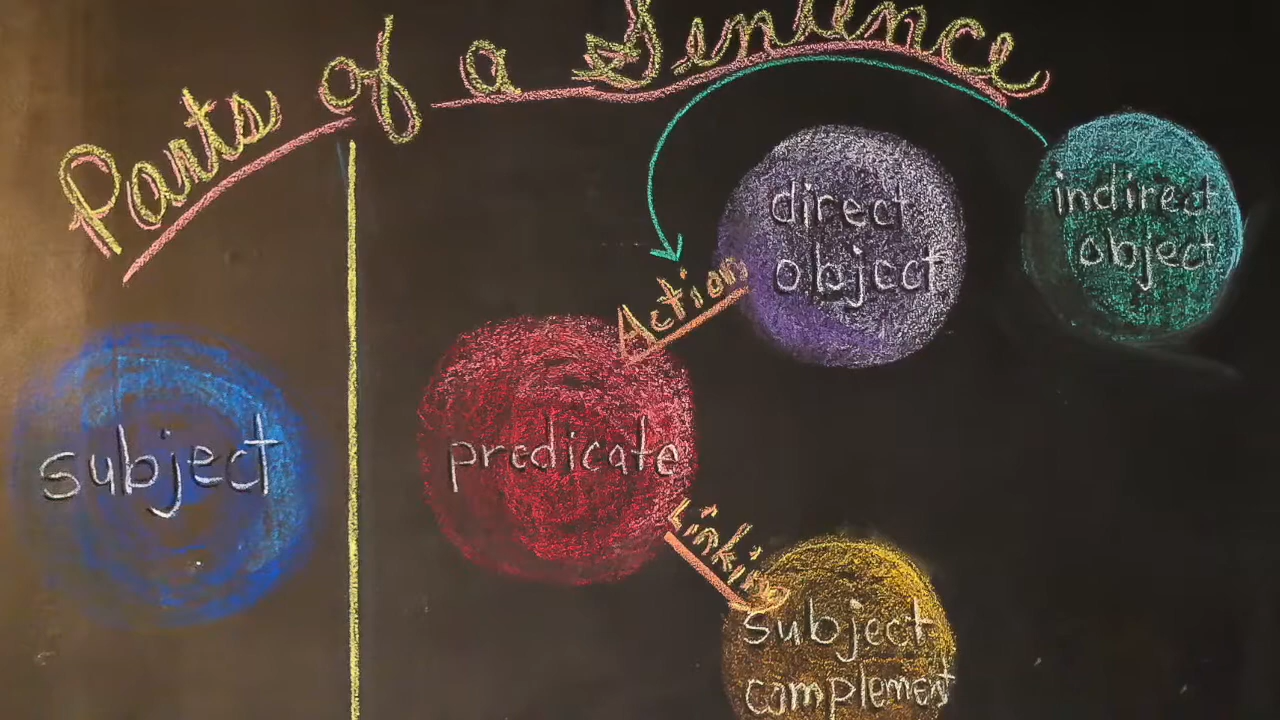 Parts of a Sentence
direct
object
indirect
object
Action
subject
predicate
Linking
subject
complement